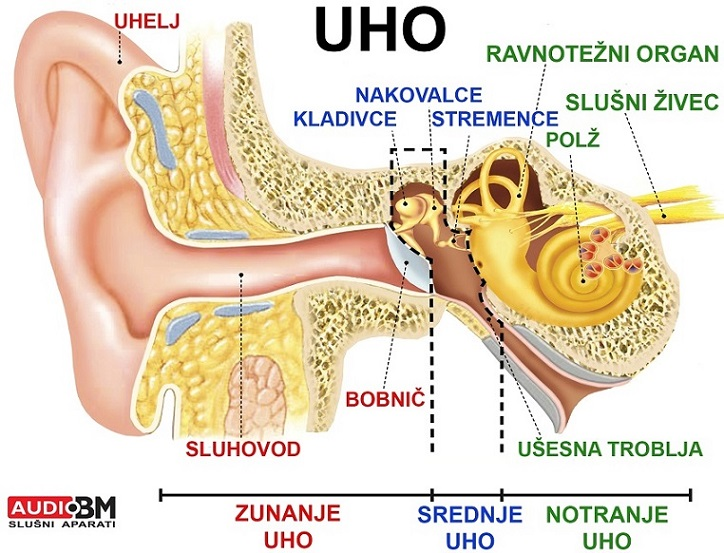 UHO
UHELJ
RAVNOTEŽNI ORGAN
NAKOVALCE
SLUŠNI ŽIVEC
KLADIVCE
STREMENCE
POLŽ
BOBNIČ
SLUHOVOD
UŠESNA TROBLJA
AUDIOBM
SLUŠNI APARATI
ZUNANJE
UHO
SREDNJE
UHO
NOTRANJE
UHO